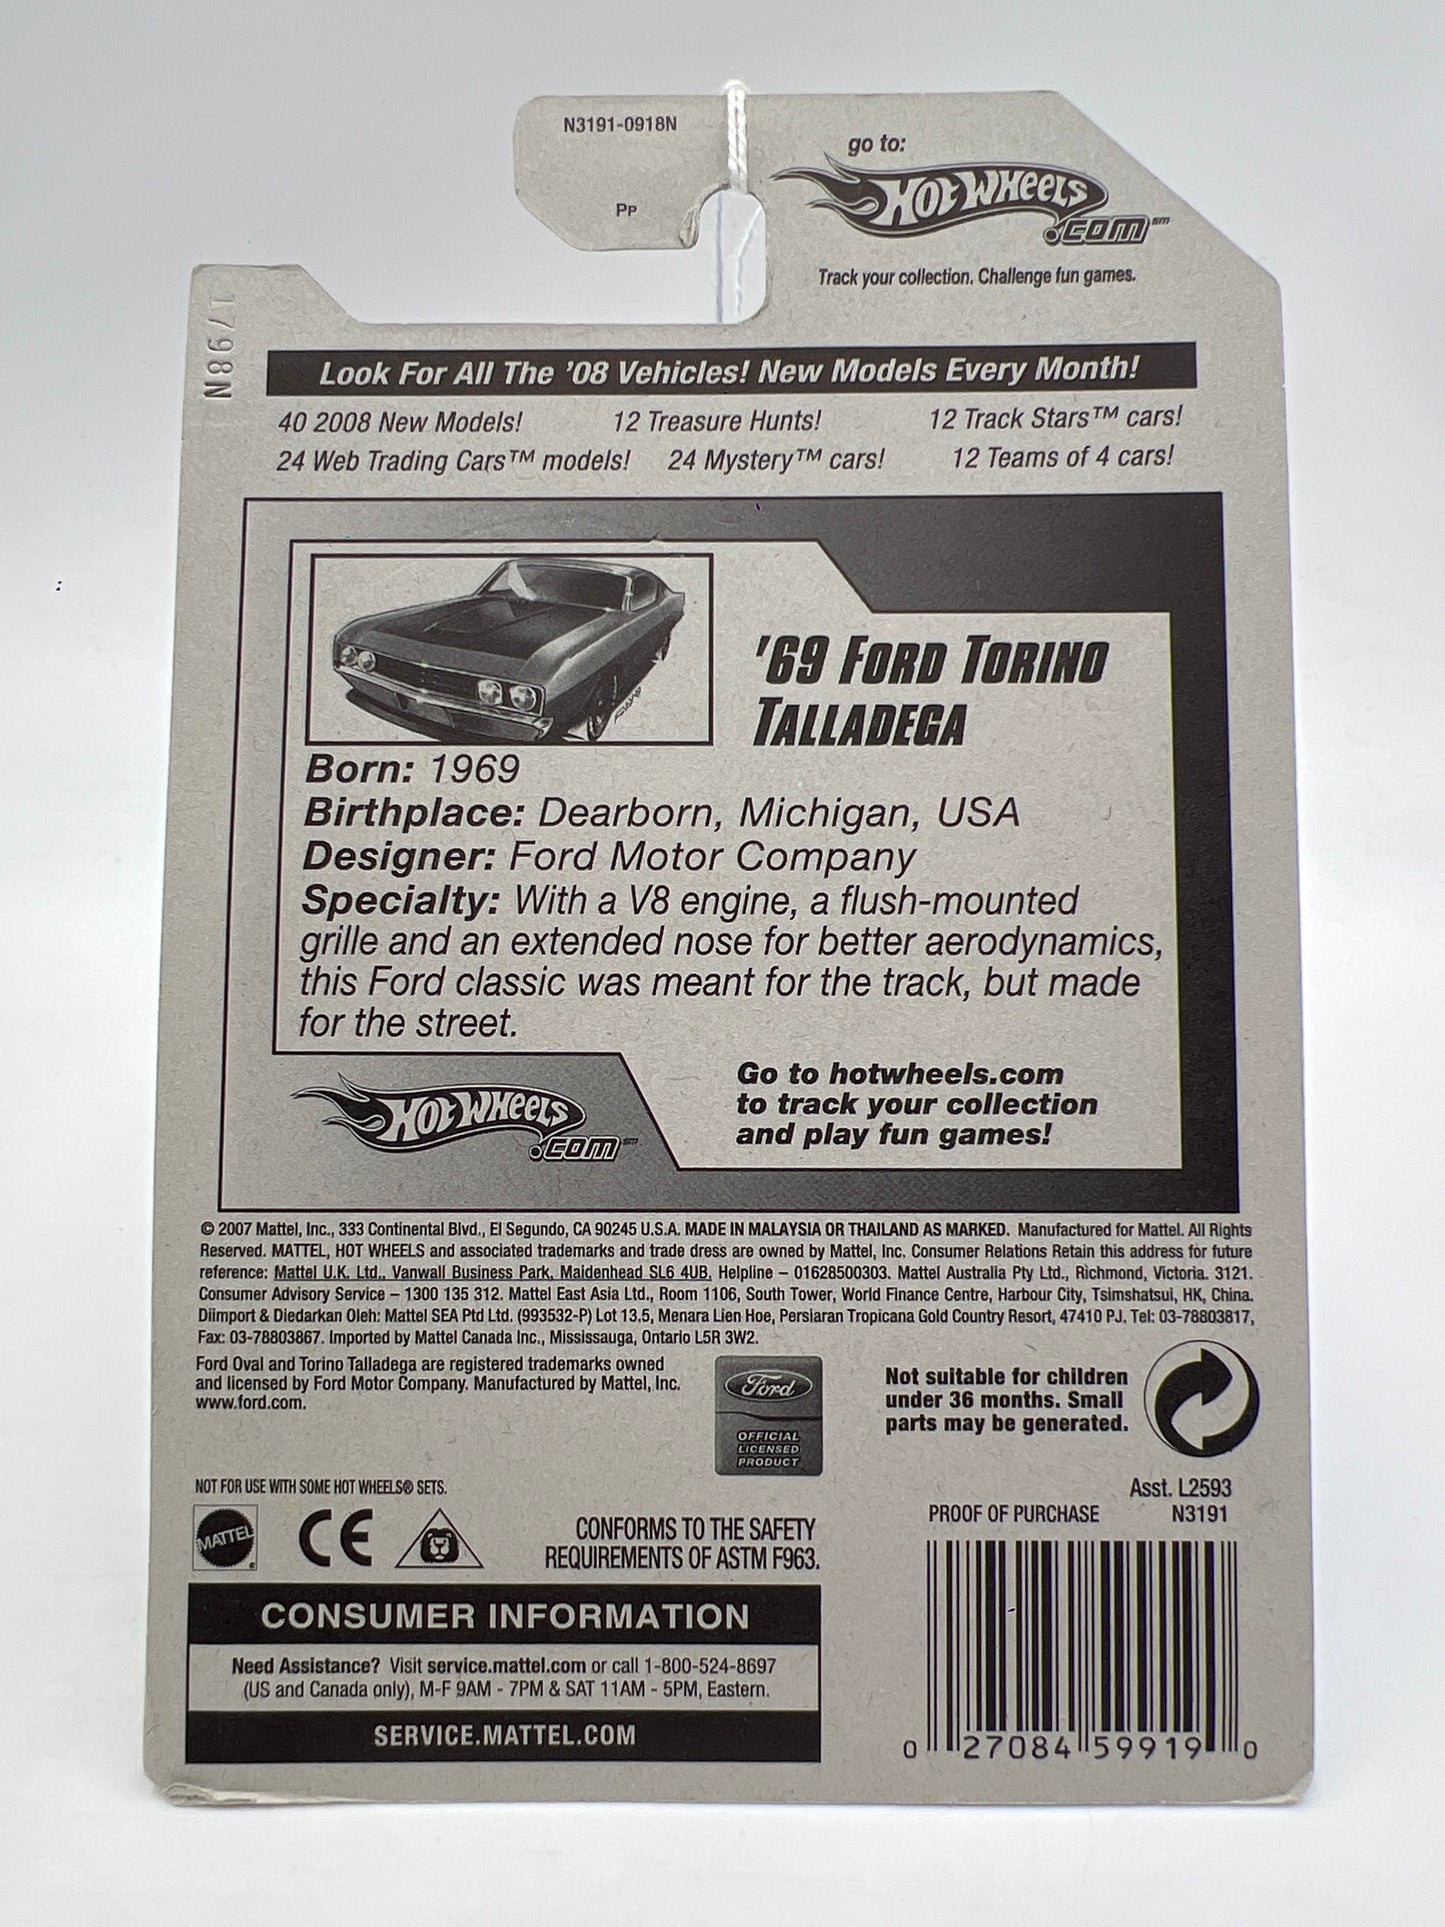 N3191-0918N
Pp
go to:
HOT WHEELS
.COM℠
Track your collection. Challenge fun games.
1798N
Look For All The '08 Vehicles! New Models Every Month!
40 2008 New Models! 12 Treasure Hunts! 12 Track Stars™ cars!
24 Web Trading Cars™ models! 24 Mystery™ cars! 12 Teams of 4 cars!
'69 FORD TORINO
TALLADEGA
Born: 1969
Birthplace: Dearborn, Michigan, USA
Designer: Ford Motor Company
Specialty: With a V8 engine, a flush-mounted
grille and an extended nose for better aerodynamics,
this Ford classic was meant for the track, but made
for the street.
HOT WHEELS
.COM℠
Go to hotwheels.com
to track your collection
and play fun games!
© 2007 Mattel, Inc., 333 Continental Blvd., El Segundo, CA 90245 U.S.A. MADE IN MALAYSIA OR THAILAND AS MARKED. Manufactured for Mattel. All Rights
Reserved. MATTEL, HOT WHEELS and associated trademarks and trade dress are owned by Mattel, Inc. Consumer Relations Retain this address for future
reference: Mattel U.K. Ltd., Vanwall Business Park, Maidenhead SL6 4UB. Helpline – 01628500303. Mattel Australia Pty Ltd., Richmond, Victoria. 3121.
Consumer Advisory Service – 1300 135 312. Mattel East Asia Ltd., Room 1106, South Tower, World Finance Centre, Harbour City, Tsimshatsui, HK, China.
Diimport & Diedarkan Oleh: Mattel SEA Ptd Ltd. (993532-P) Lot 13.5, Menara Lien Hoe, Persiaran Tropicana Gold Country Resort, 47410 PJ. Tel: 03-78803817,
Fax: 03-78803867. Imported by Mattel Canada Inc., Mississauga, Ontario L5R 3W2.
Ford Oval and Torino Talladega are registered trademarks owned
and licensed by Ford Motor Company. Manufactured by Mattel, Inc.
www.ford.com.
Ford
OFFICIAL
LICENSED
PRODUCT
Not suitable for children
under 36 months. Small
parts may be generated.
NOT FOR USE WITH SOME HOT WHEELS® SETS.
MATTEL ®
CE
CONFORMS TO THE SAFETY
REQUIREMENTS OF ASTM F963.
Asst. L2593
PROOF OF PURCHASE N3191
CONSUMER INFORMATION
Need Assistance? Visit service.mattel.com or call 1-800-524-8697
(US and Canada only), M-F 9AM - 7PM & SAT 11AM - 5PM, Eastern.
SERVICE.MATTEL.COM
0 27084 59919 0